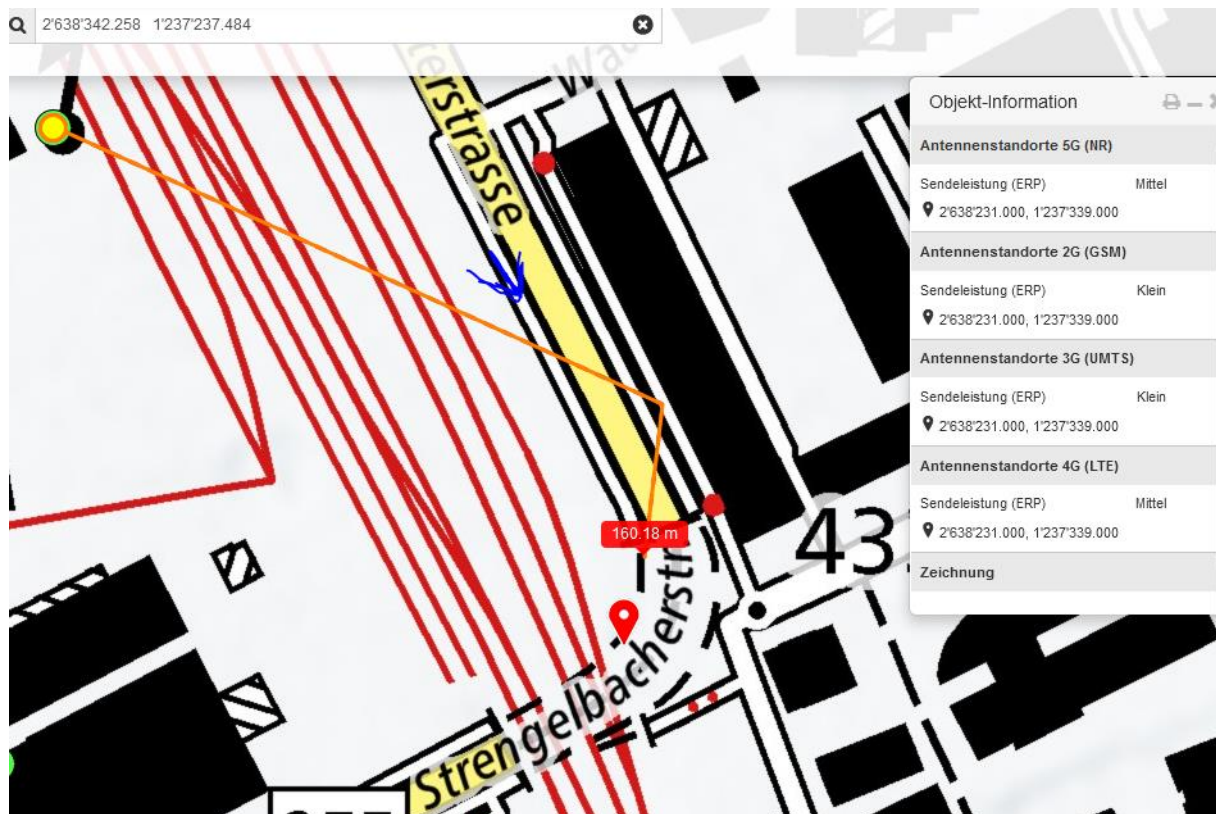 2'638'342.258 1'237'237.484
Objekt-Information
Antennenstandorte 5G (NR)
Sendeleistung (ERP) Mittel
2'638'231.000, 1'237'339.000
Antennenstandorte 2G (GSM)
Sendeleistung (ERP) Klein
2'638'231.000, 1'237'339.000
Antennenstandorte 3G (UMTS)
Sendeleistung (ERP) Klein
2'638'231.000, 1'237'339.000
Antennenstandorte 4G (LTE)
Sendeleistung (ERP) Mittel
2'638'231.000, 1'237'339.000
Zeichnung
terstrasse
Wa
160.18 m
43
Strengelbacherstr